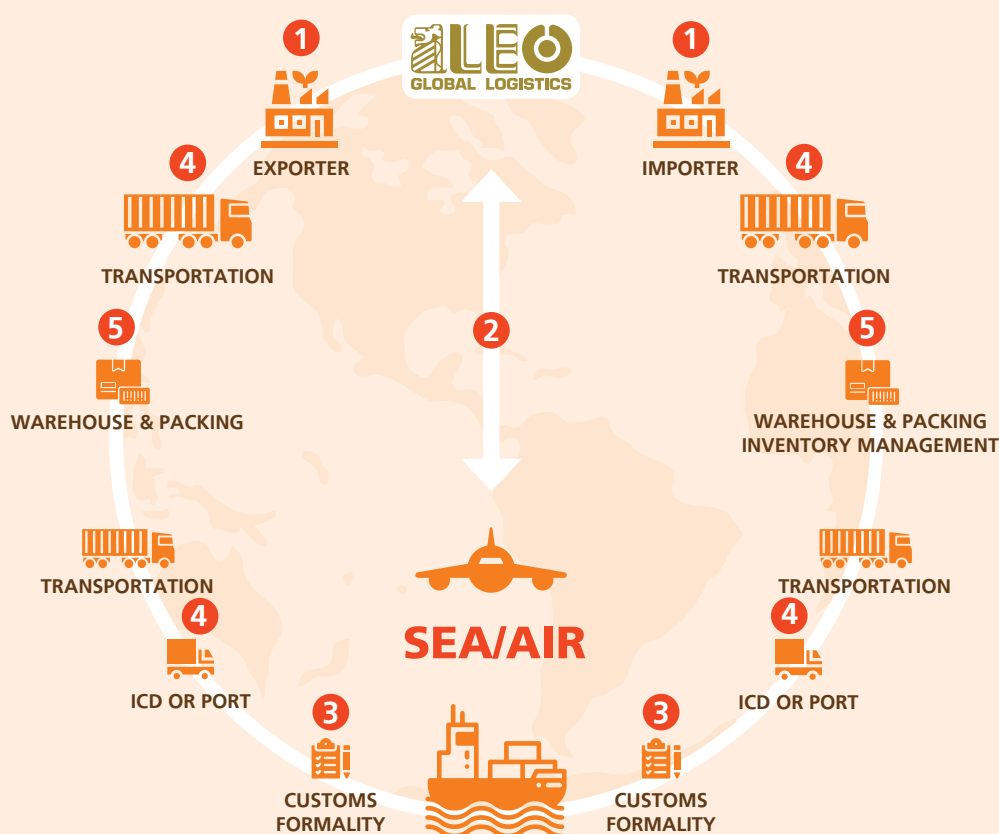 1
LEO
GLOBAL LOGISTICS
1
EXPORTER
IMPORTER
4
4
TRANSPORTATION
TRANSPORTATION
2
5
5
WAREHOUSE & PACKING
WAREHOUSE & PACKING
INVENTORY MANAGEMENT
TRANSPORTATION
TRANSPORTATION
4
4
SEA/AIR
ICD OR PORT
ICD OR PORT
3
3
CUSTOMS
FORMALITY
CUSTOMS
FORMALITY